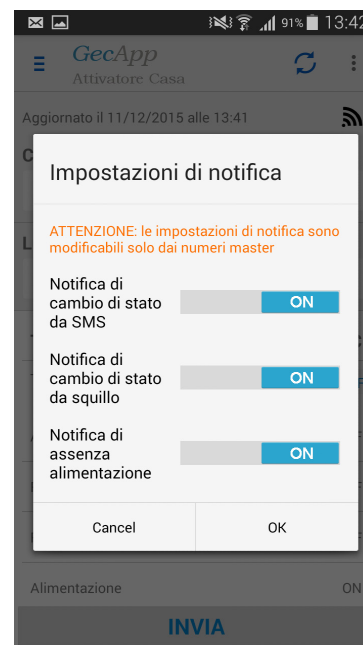 91% 13:42
GecApp
Attivatore Casa
Aggiornato il 11/12/2015 alle 13:41
C
Impostazioni di notifica
L
ATTENZIONE: le impostazioni di notifica sono
modificabili solo dai numeri master
Notifica di
cambio di stato
da SMS
ON
Notifica di
cambio di stato
da squillo
ON
Notifica di
assenza
alimentazione
ON
Cancel OK
Alimentazione ON
INVIA